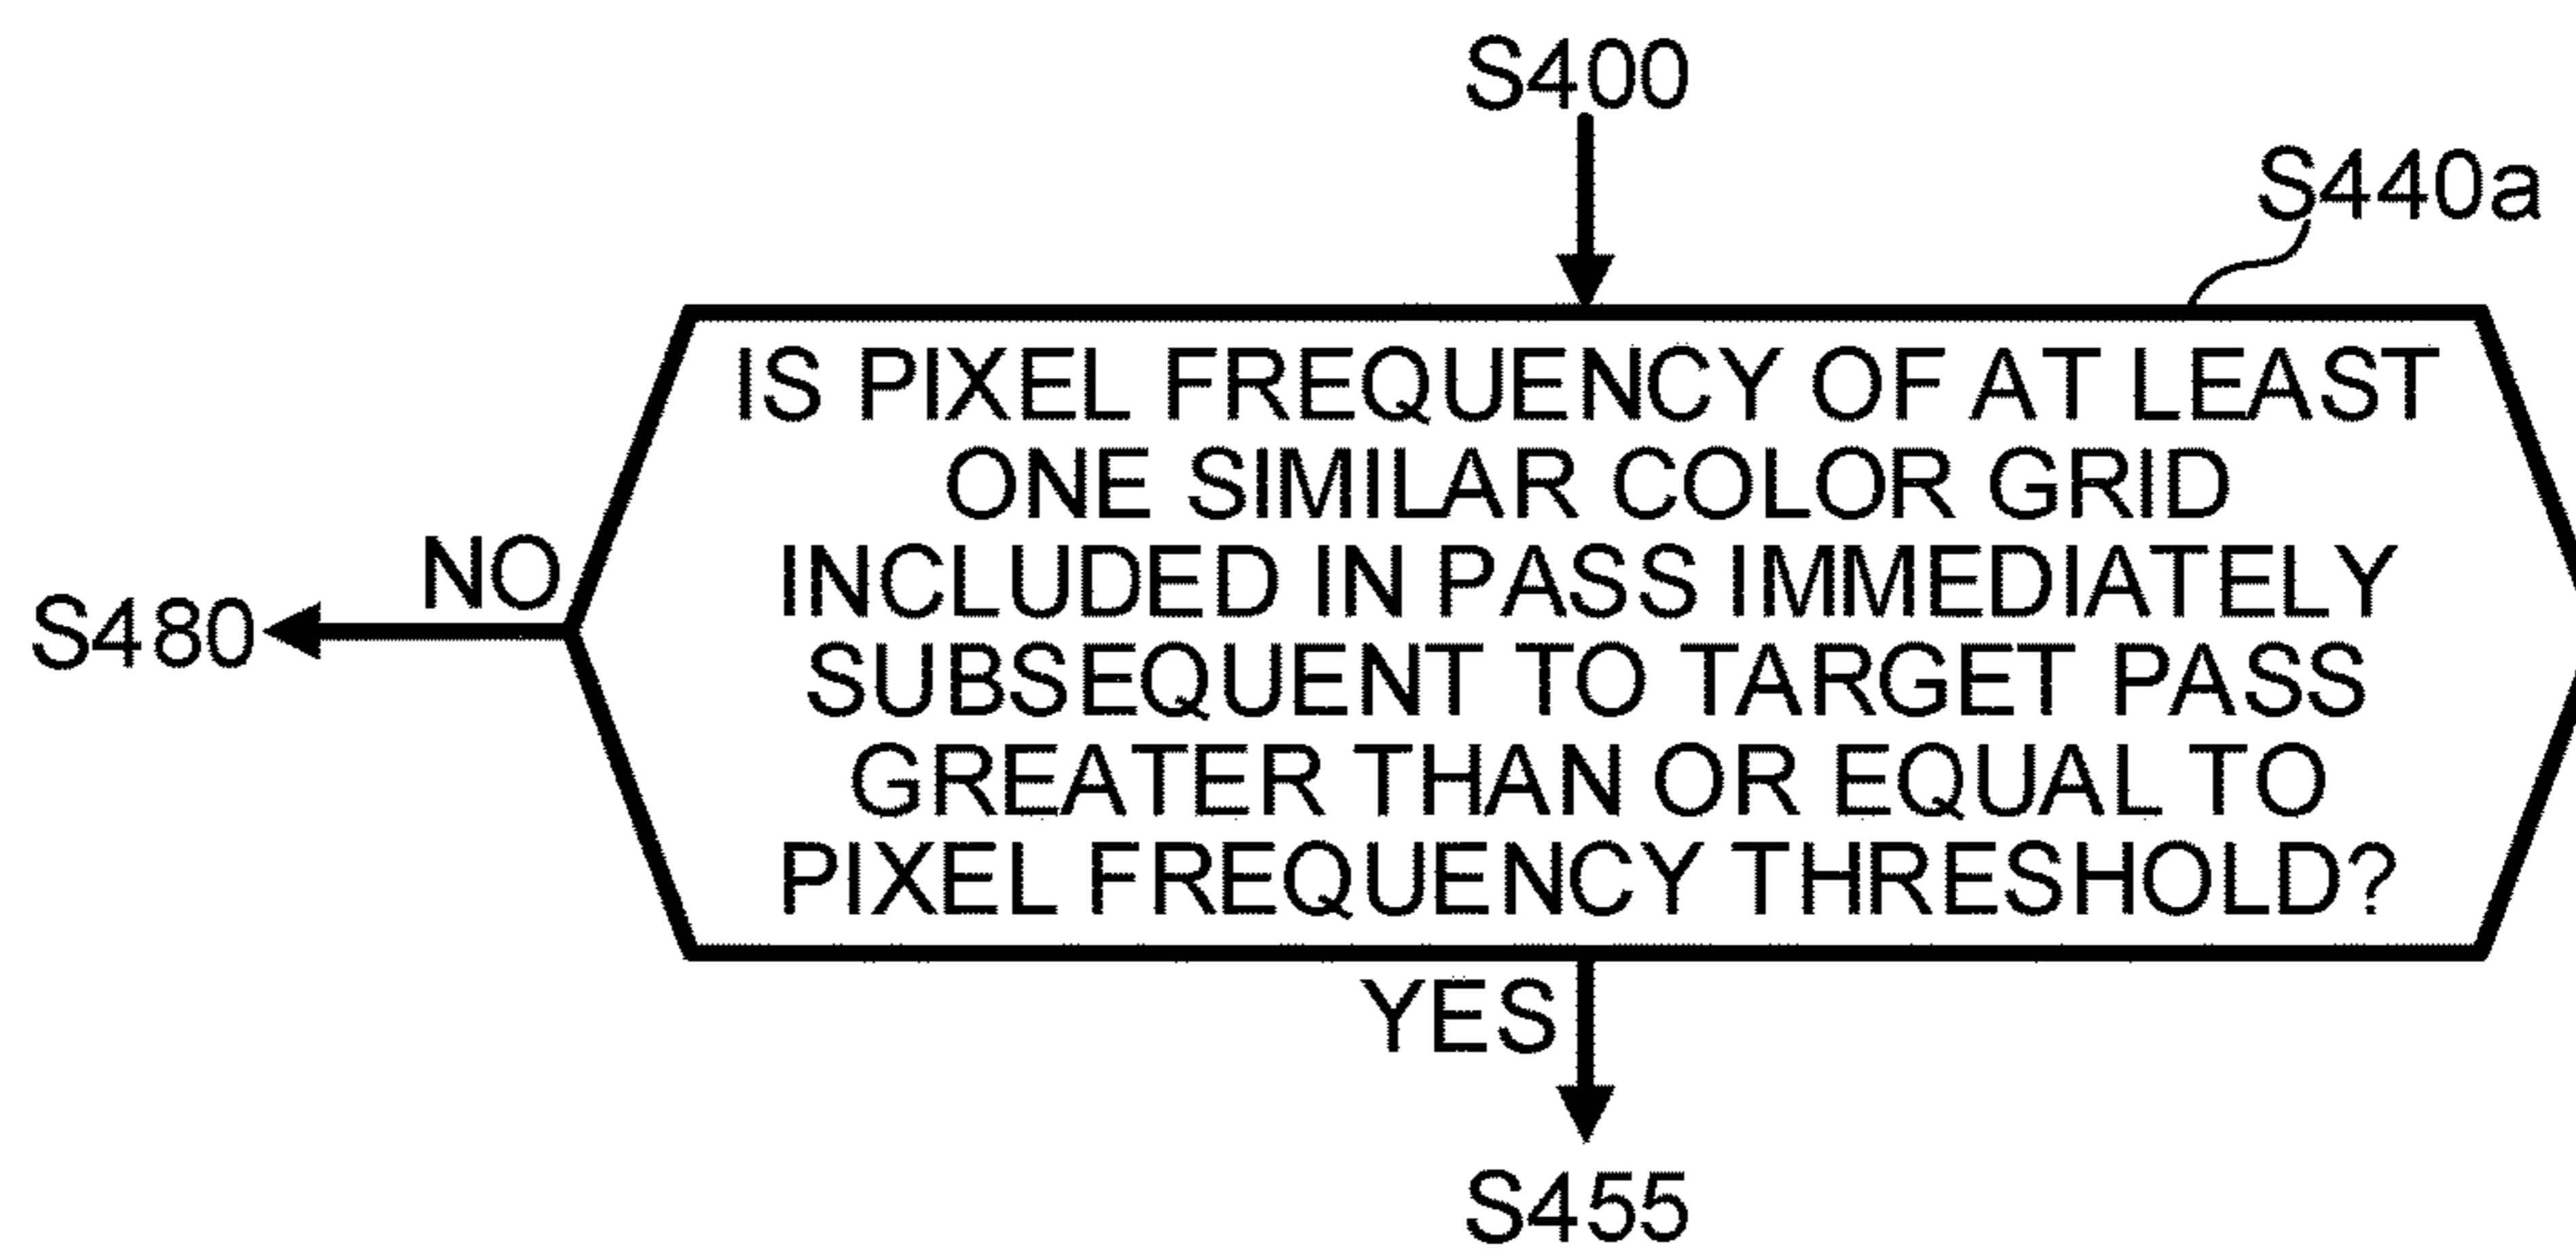 S400
S440a
IS PIXEL FREQUENCY OF AT LEAST
ONE SIMILAR COLOR GRID
INCLUDED IN PASS IMMEDIATELY
SUBSEQUENT TO TARGET PASS
GREATER THAN OR EQUAL TO
PIXEL FREQUENCY THRESHOLD?
NO
S480
YES
S455